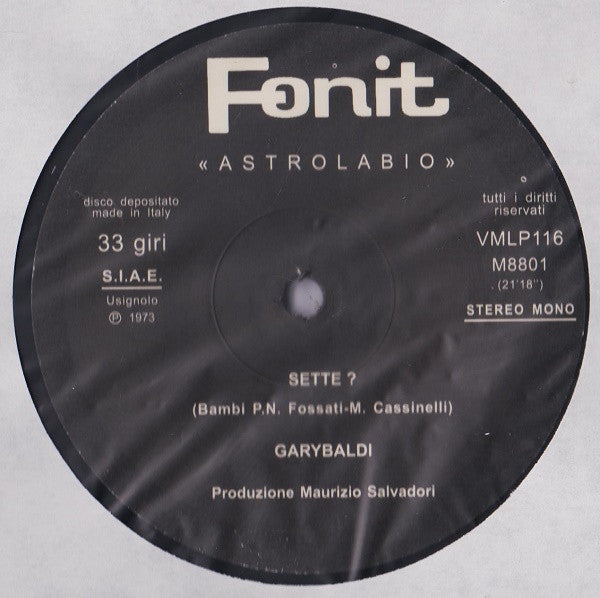 Fonit
« ASTROLABIO »
disco depositato
made in Italy
33 giri
S.I.A.E.
Usignolo
℗ 1973
tutti i diritti
riservati
VMLP116
M8801
(21'18")
STEREO MONO
SETTE ?
(Bambi P.N. Fossati-M. Cassinelli)
GARYBALDI
Produzione Maurizio Salvadori